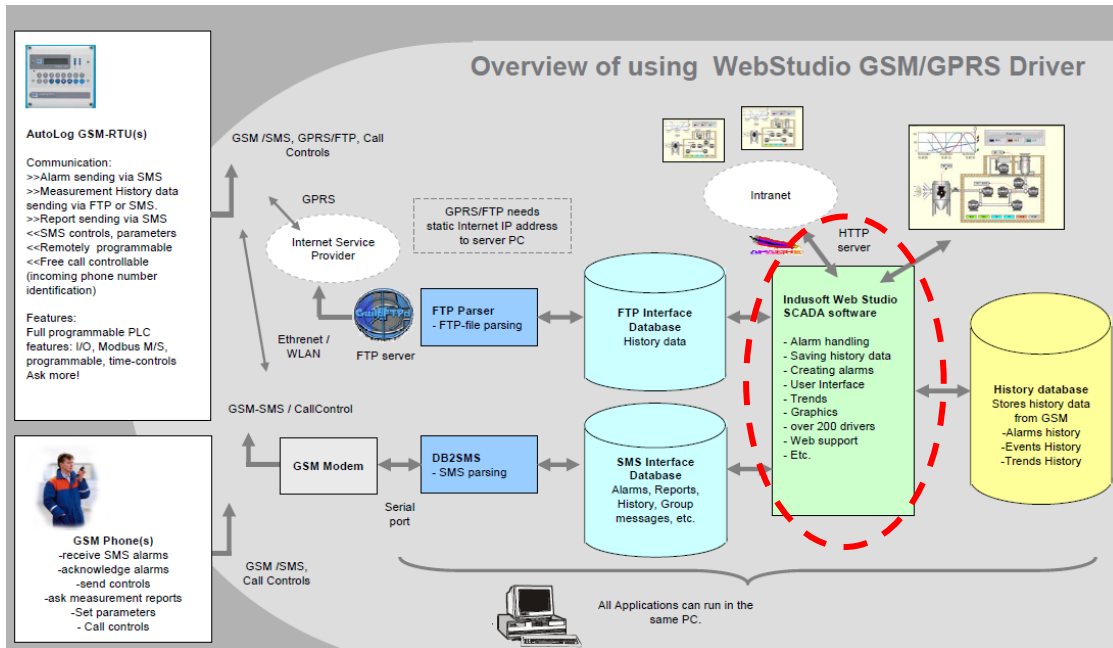 Overview of using WebStudio GSM/GPRS Driver
AutoLog GSM-RTU(s)
Communication:
>>Alarm sending via SMS
>>Measurement History data
sending via FTP or SMS.
>>Report sending via SMS
<<SMS controls, parameters
<<Remotely programmable
<<Free call controllable
(incoming phone number
identification)
Features:
Full programmable PLC
features: I/O, Modbus M/S,
programmable, time-controls
Ask more!
GSM /SMS, GPRS/FTP, Call
Controls
GPRS
Internet Service
Provider
GPRS/FTP needs
static Internet IP address
to server PC
Intranet
HTTP
server
Ethrenet /
WLAN
FTP server
FTP Parser
- FTP-file parsing
FTP Interface
Database
History data
Indusoft Web Studio
SCADA software
- Alarm handling
- Saving history data
- Creating alarms
- User Interface
- Trends
- Graphics
- over 200 drivers
- Web support
- Etc.
History database
Stores history data
from GSM
-Alarms history
-Events History
-Trends History
GSM-SMS / CallControl
GSM Modem
Serial
port
DB2SMS
- SMS parsing
SMS Interface
Database
Alarms, Reports,
History, Group
messages, etc.
GSM Phone(s)
-receive SMS alarms
-acknowledge alarms
-send controls
-ask measurement reports
-Set parameters
- Call controls
GSM /SMS,
Call Controls
All Applications can run in the
same PC.